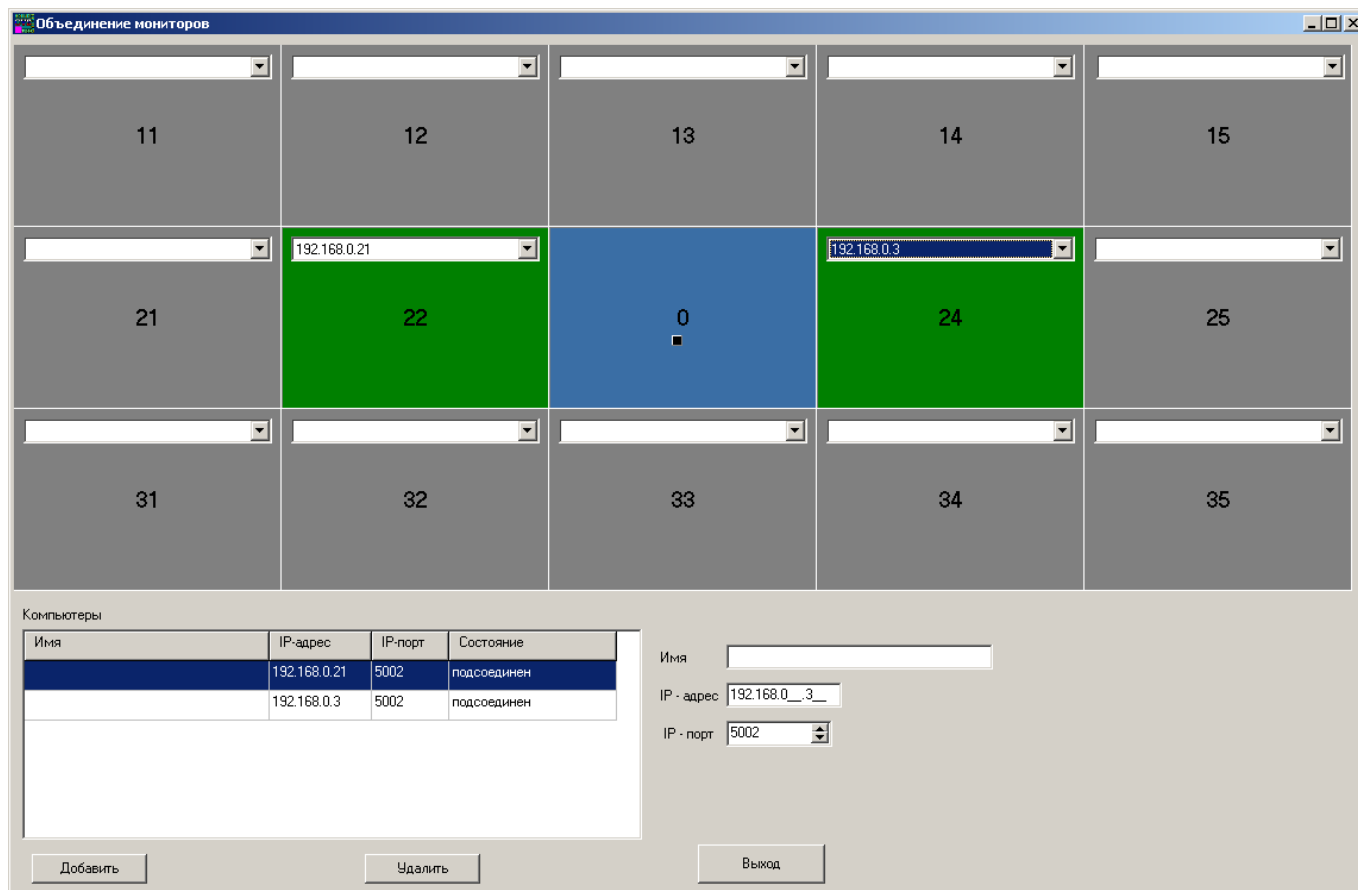 Объединение мониторов
11 12 13 14 15
192.168.0.21 192.168.0.3
21 22 0 24 25
31 32 33 34 35
Компьютеры
Имя IP-адрес IP-порт Состояние
192.168.0.21 5002 подсоединен
192.168.0.3 5002 подсоединен
Имя
IP - адрес 192.168.0__.3__
IP - порт 5002
Добавить Удалить Выход